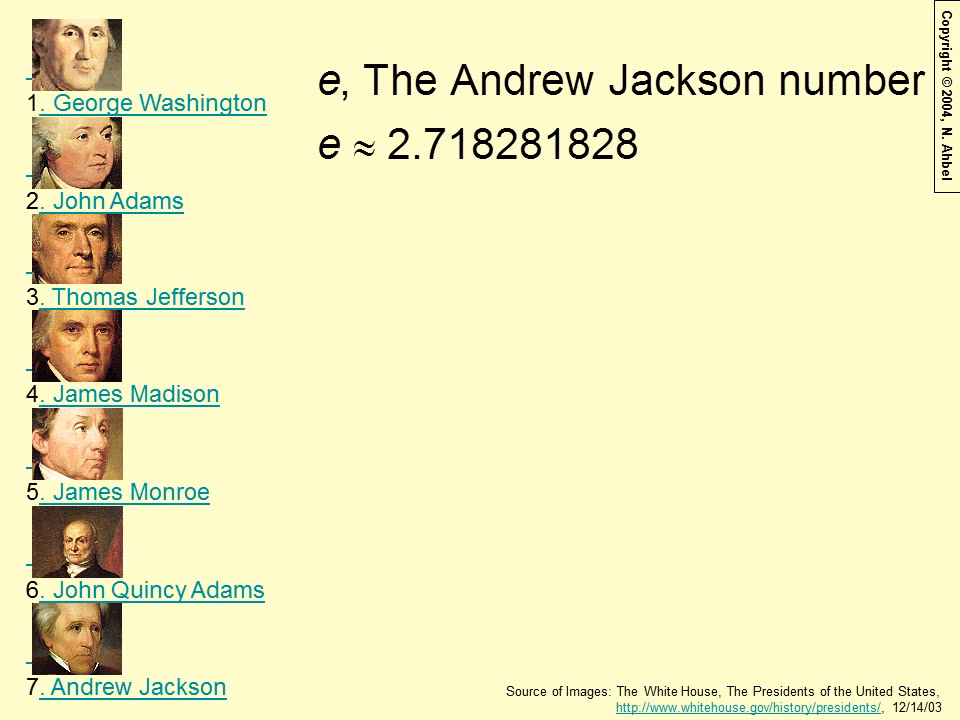 1. George Washington
2. John Adams
3. Thomas Jefferson
4. James Madison
5. James Monroe
6. John Quincy Adams
7. Andrew Jackson
e, The Andrew Jackson number
e ≈ 2.718281828
Copyright © 2004, N. Ahbel
Source of Images: The White House, The Presidents of the United States,
http://www.whitehouse.gov/history/presidents/, 12/14/03